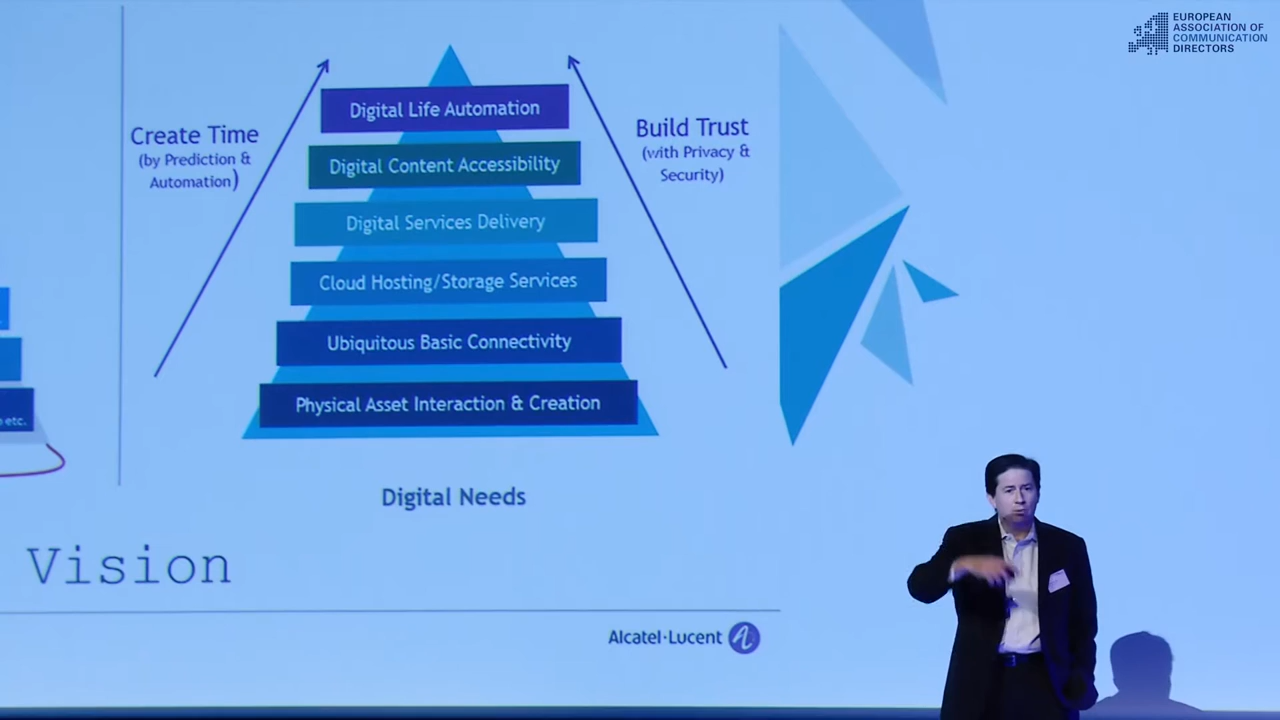 EUROPEAN
ASSOCIATION OF
COMMUNICATION
DIRECTORS
Create Time
(by Prediction &
Automation)
Digital Life Automation
Digital Content Accessibility
Digital Services Delivery
Cloud Hosting/Storage Services
Ubiquitous Basic Connectivity
Physical Asset Interaction & Creation
Build Trust
(with Privacy &
Security)
etc.
Digital Needs
Vision
Alcatel·Lucent